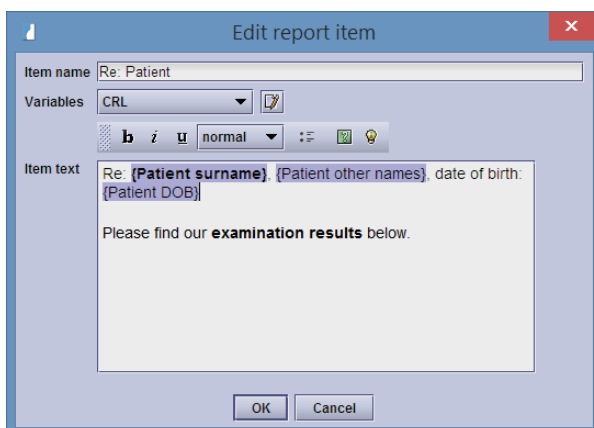 Edit report item
Item name Re: Patient
Variables CRL
b i u normal
Item text
Re: {Patient surname}, {Patient other names}, date of birth:
{Patient DOB}
Please find our examination results below.
OK Cancel